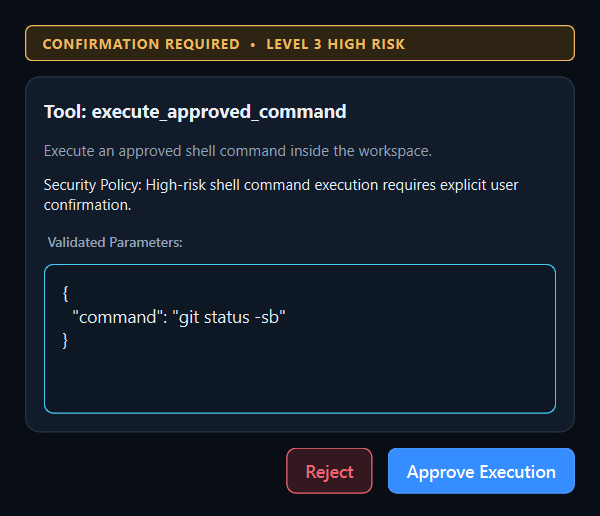 CONFIRMATION REQUIRED • LEVEL 3 HIGH RISK
Tool: execute_approved_command
Execute an approved shell command inside the workspace.
Security Policy: High-risk shell command execution requires explicit user
confirmation.
Validated Parameters:
{
  "command": "git status -sb"
}
Reject
Approve Execution